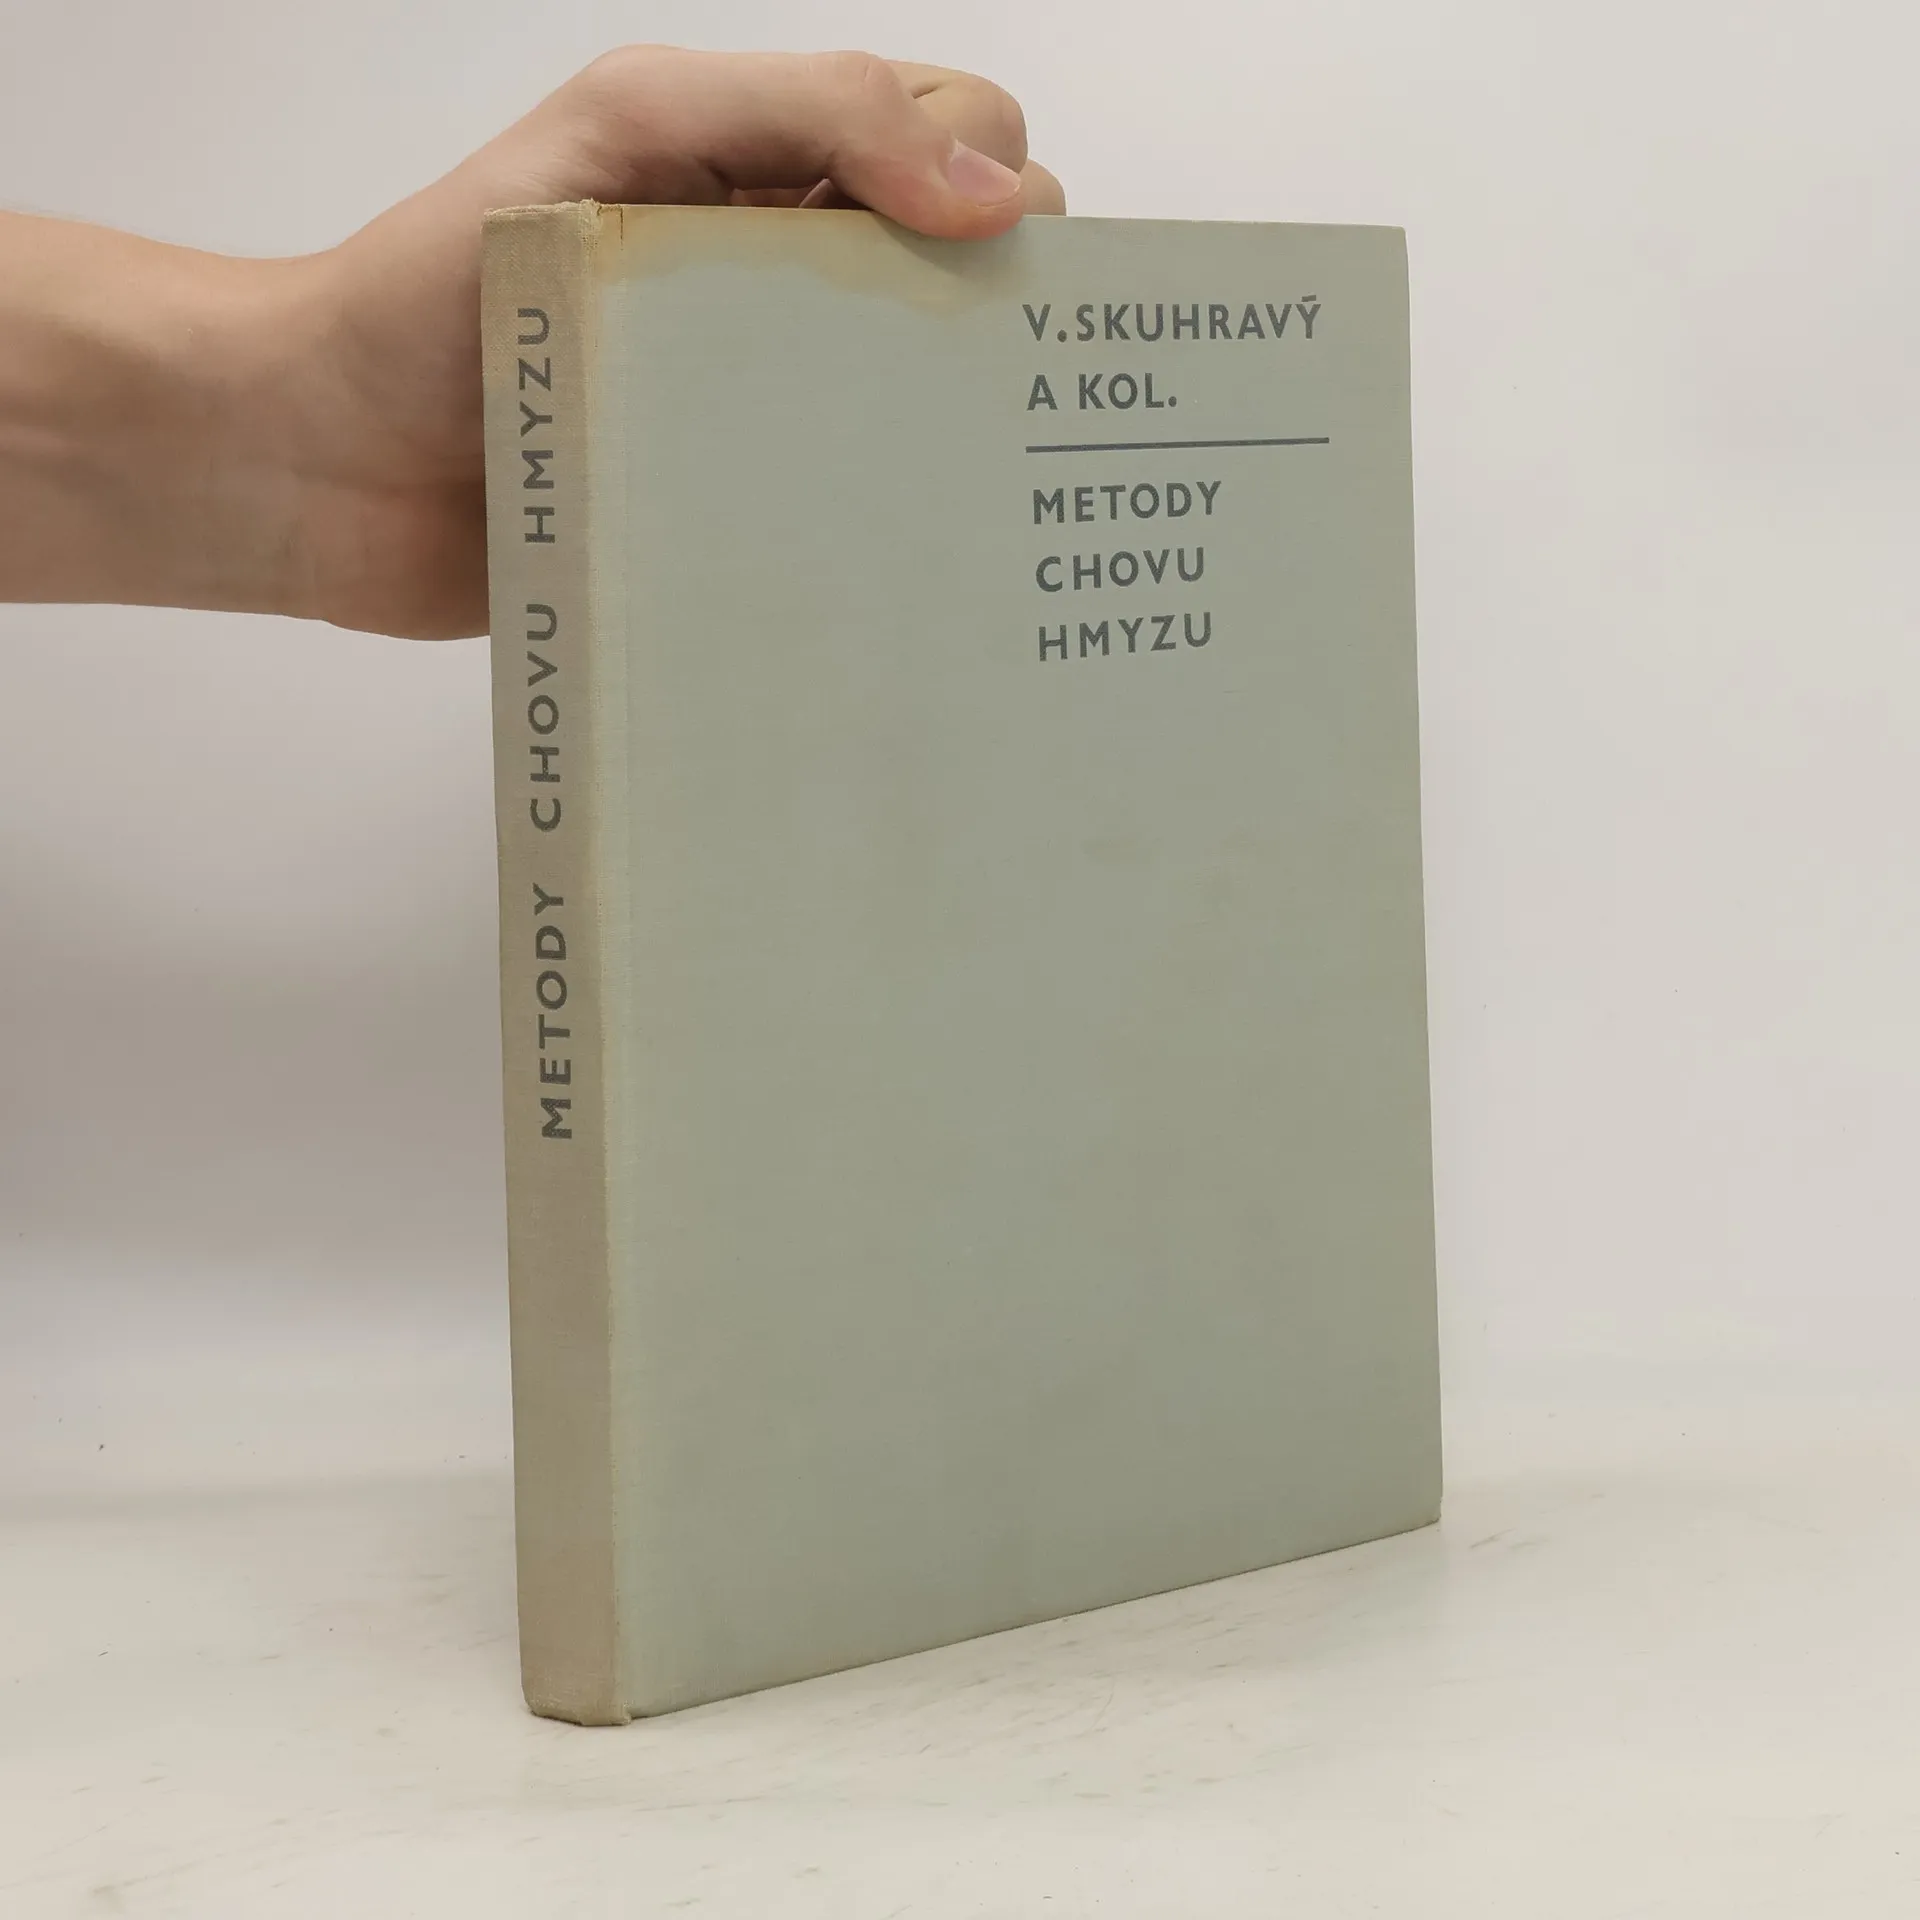 METODY CHOVU HMYZU
V. SKUHRAVÝ
A KOL.
METODY
CHOVU
HMYZU